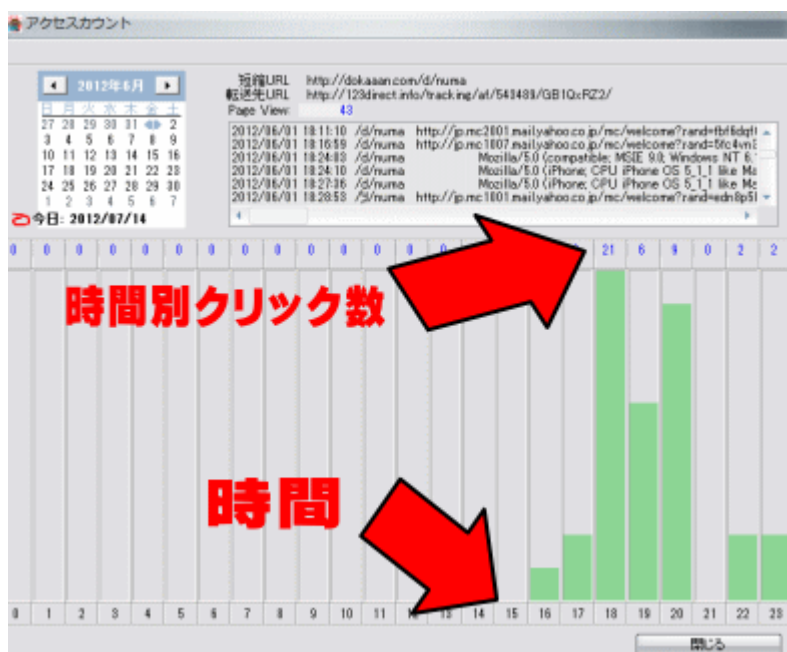 アクセスカウント
2012年6月
日 月 火 水 木 金 土
27 28 29 30 31 2
3 4 5 6 7 8 9
10 11 12 13 14 15 16
17 18 19 20 21 22 23
24 25 26 27 28 29 30
1 2 3 4 5 6 7
今日: 2012/07/14
短縮URL http://dokaaan.com/d/numa
転送先URL
Page View: 43
2012/06/01 18:11:10 /d/numa http://jp.mc2001.mail.yahoo.co.jp/mc/welcome?rand=
2012/06/01 18:16:59 /d/numa http://jp.mc1007.mail.yahoo.co.jp/mc/welcome?rand=
2012/06/01 18:24:03 /d/numa Mozilla/5.0 (compatible; MSIE 9.0; Windows NT 6.
2012/06/01 18:24:10 /d/numa Mozilla/5.0 (iPhone; CPU iPhone OS 5_1_1 like Ma
2012/06/01 18:27:36 /d/numa Mozilla/5.0 (iPhone; CPU iPhone OS 5_1_1 like Ma
2012/06/01 18:28:53 /d/numa http://jp.mc1001.mail.yahoo.co.jp/mc/welcome?rand=
0 0 0 0 0 0 0 0 0 0 0 0 0 21 6 9 0 2 2
時間別クリック数
時間
0 1 2 3 4 5 6 7 8 9 10 11 13 14 15 16 17 18 19 20 21 22 23
閉じる